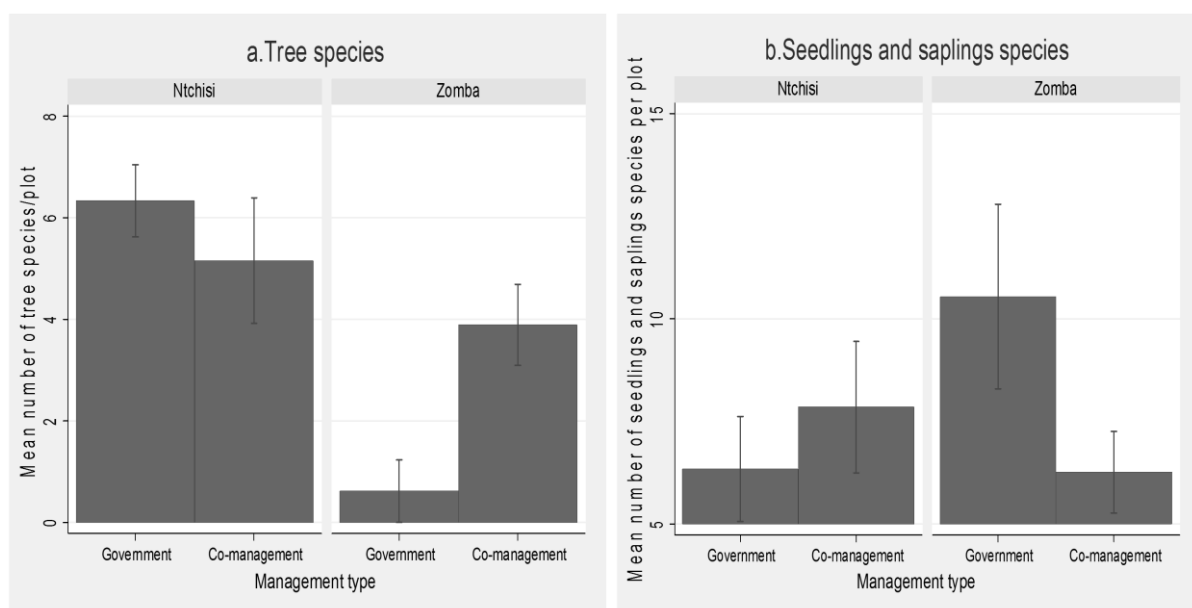 a.Tree species
Ntchisi
Zomba
Mean number of tree species/plot
8
6
4
2
0
Government
Co-management
Government
Co-management
Management type
b.Seedlings and saplings species
Ntchisi
Zomba
Mean number of seedlings and saplings species per plot
15
10
5
Government
Co-management
Government
Co-management
Management type